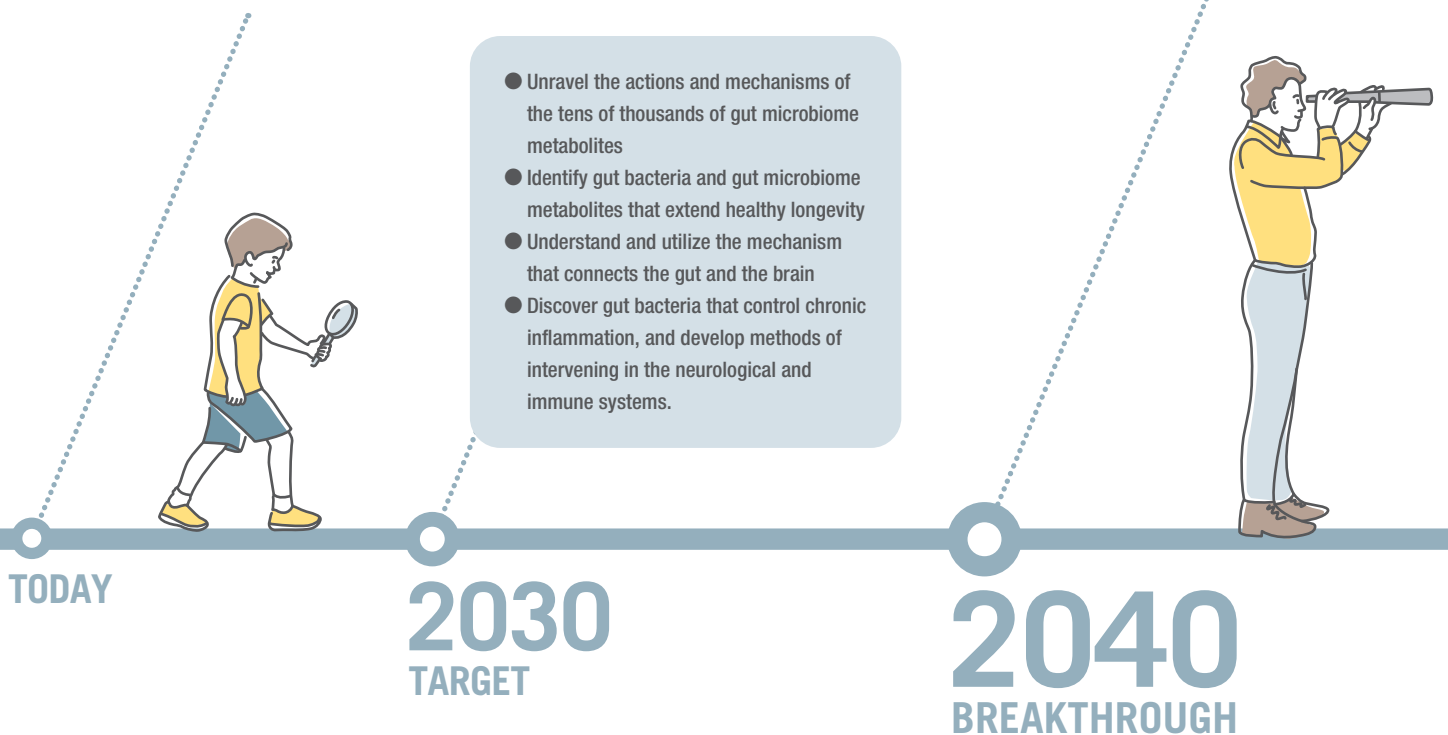 ● Unravel the actions and mechanisms of
the tens of thousands of gut microbiome
metabolites
● Identify gut bacteria and gut microbiome
metabolites that extend healthy longevity
● Understand and utilize the mechanism
that connects the gut and the brain
● Discover gut bacteria that control chronic
inflammation, and develop methods of
intervening in the neurological and
immune systems.
TODAY
2030
TARGET
2040
BREAKTHROUGH